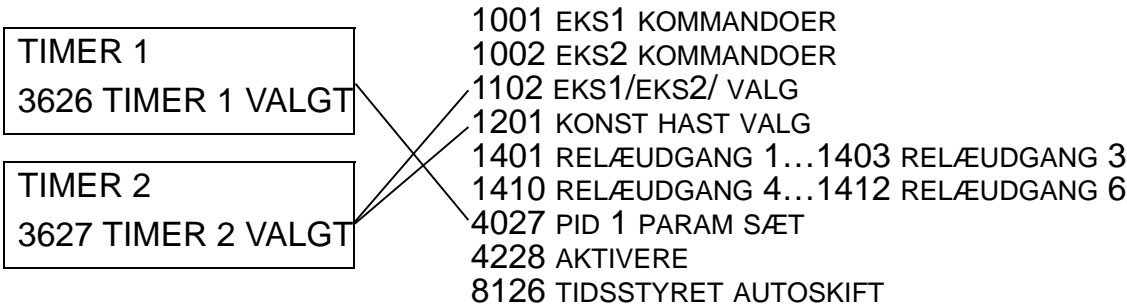 TIMER 1
3626 TIMER 1 VALGT
TIMER 2
3627 TIMER 2 VALGT
1001 EKS1 KOMMANDOER
1002 EKS2 KOMMANDOER
1102 EKS1/EKS2/ VALG
1201 KONST HAST VALG
1401 RELÆUDGANG 1…1403 RELÆUDGANG 3
1410 RELÆUDGANG 4…1412 RELÆUDGANG 6
4027 PID 1 PARAM SÆT
4228 AKTIVERE
8126 TIDSSTYRET AUTOSKIFT